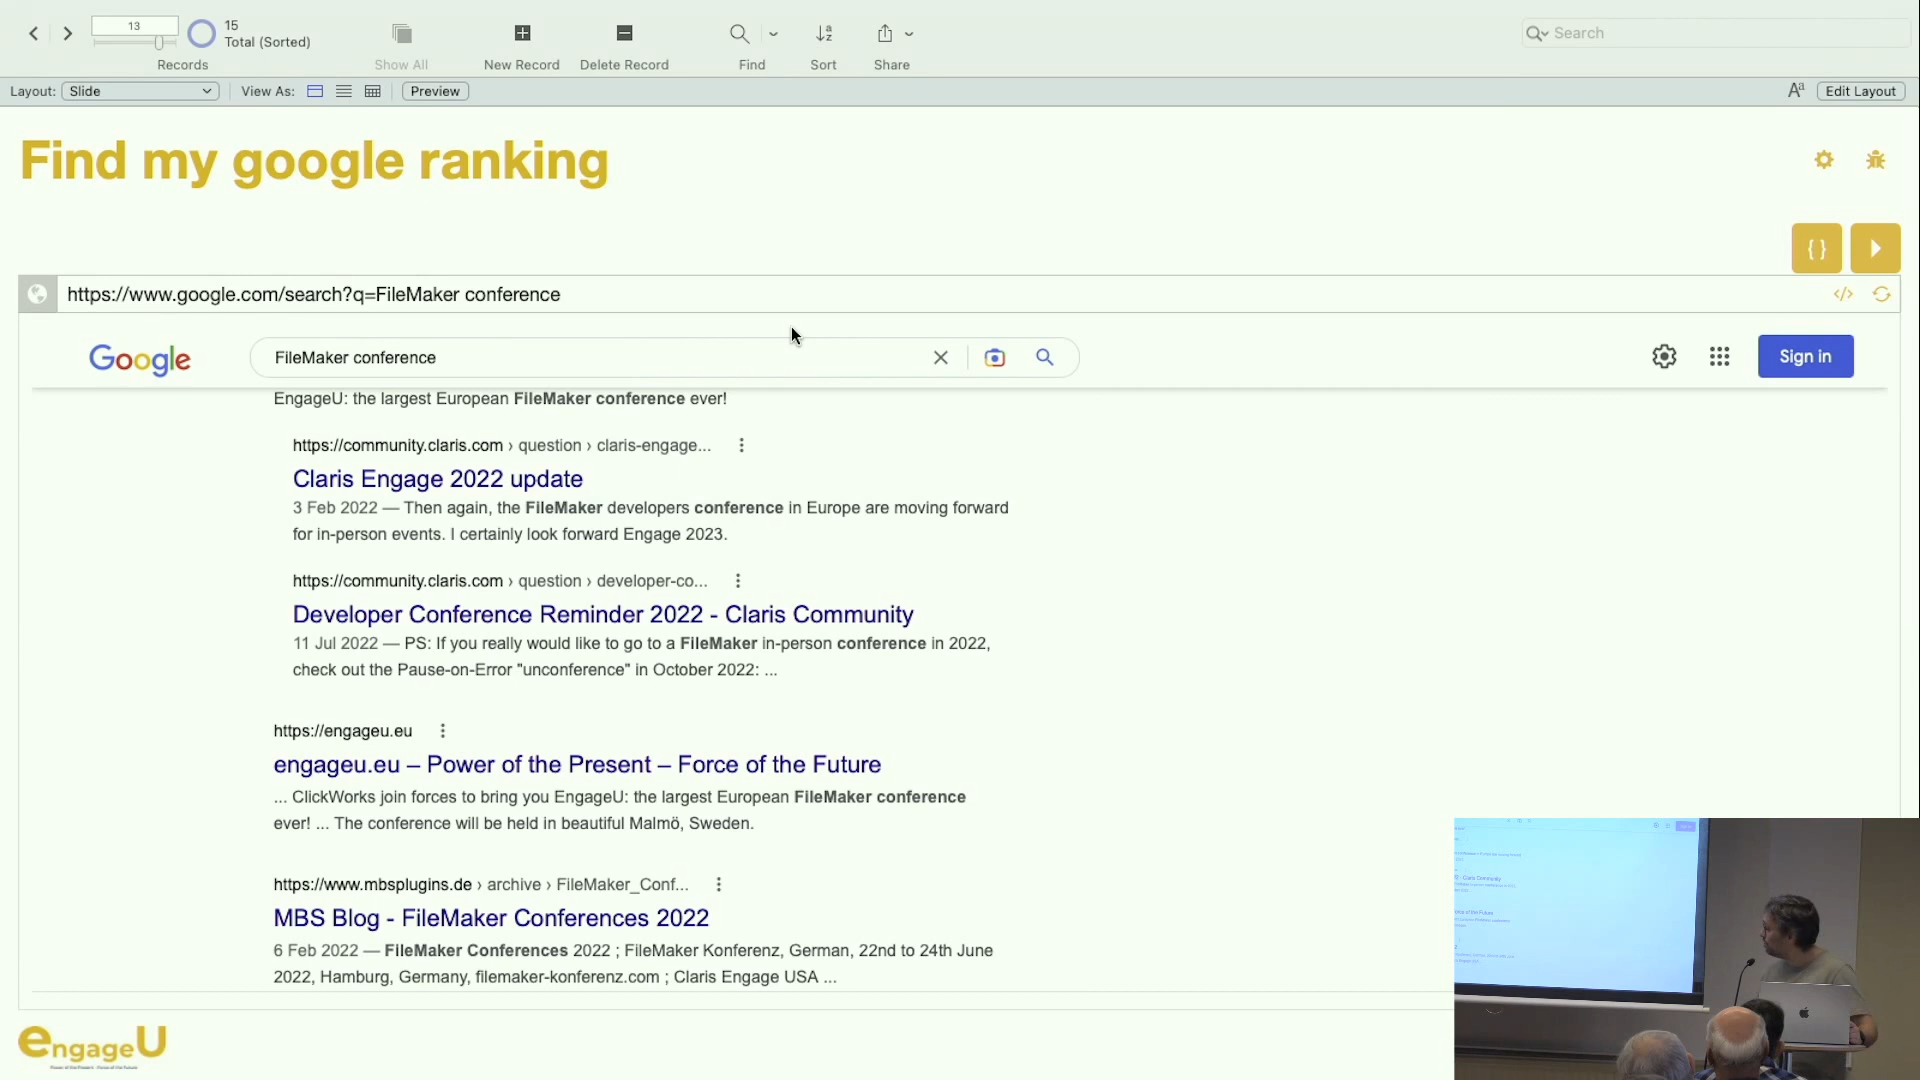 13
15
Total (Sorted)
Records
Show All
New Record
Delete Record
Find
Sort
Share
Search
Layout:
Slide
View As:
Preview
Aa
Edit Layout
Find my google ranking
{ }
https://www.google.com/search?q=FileMaker conference
</>
Google
FileMaker conference
Sign in
EngageU: the largest European FileMaker conference ever!
https://community.claris.com › question › claris-engage...
Claris Engage 2022 update
3 Feb 2022 — Then again, the FileMaker developers conference in Europe are moving forward
for in-person events. I certainly look forward Engage 2023.
https://community.claris.com › question › developer-co...
Developer Conference Reminder 2022 - Claris Community
11 Jul 2022 — PS: If you really would like to go to a FileMaker in-person conference in 2022,
check out the Pause-on-Error "unconference" in October 2022: ...
https://engageu.eu
engageu.eu – Power of the Present – Force of the Future
... ClickWorks join forces to bring you EngageU: the largest European FileMaker conference
ever! ... The conference will be held in beautiful Malmö, Sweden.
https://www.mbsplugins.de › archive › FileMaker_Conf...
MBS Blog - FileMaker Conferences 2022
6 Feb 2022 — FileMaker Conferences 2022 ; FileMaker Konferenz, German, 22nd to 24th June
2022, Hamburg, Germany, filemaker-konferenz.com ; Claris Engage USA ...
EngageU
Power of the Present - Force of the Future